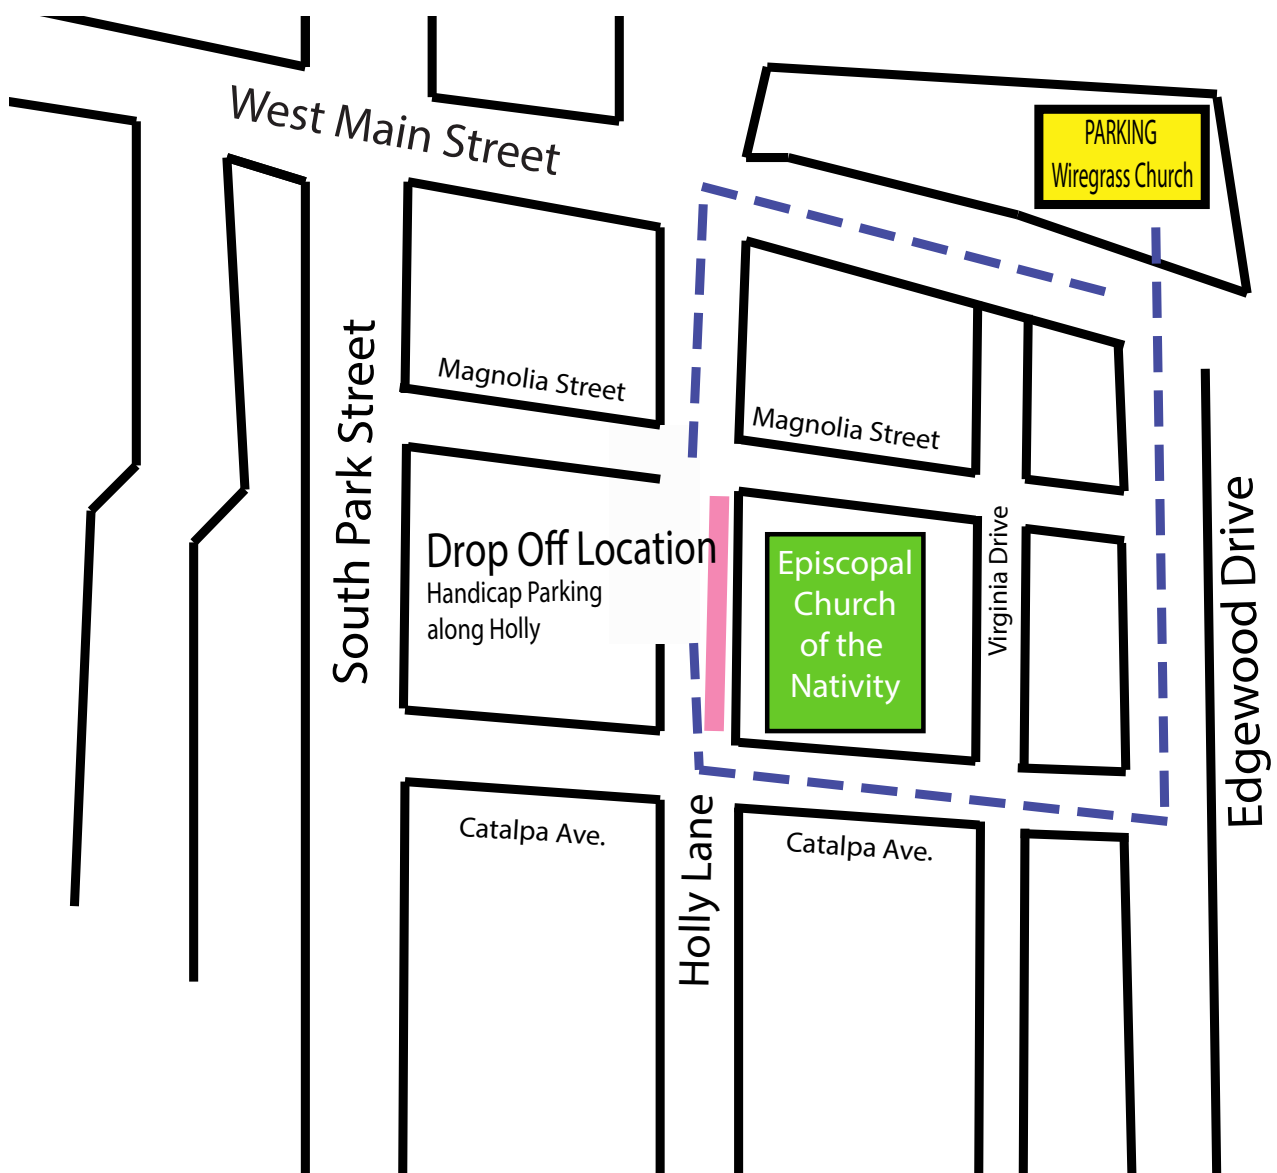 West Main Street
PARKING
Wiregrass Church
Magnolia Street
Magnolia Street
South Park Street
Drop Off Location
Handicap Parking
along Holly
Episcopal
Church
of the
Nativity
Virginia Drive
Edgewood Drive
Catalpa Ave.
Holly Lane
Catalpa Ave.